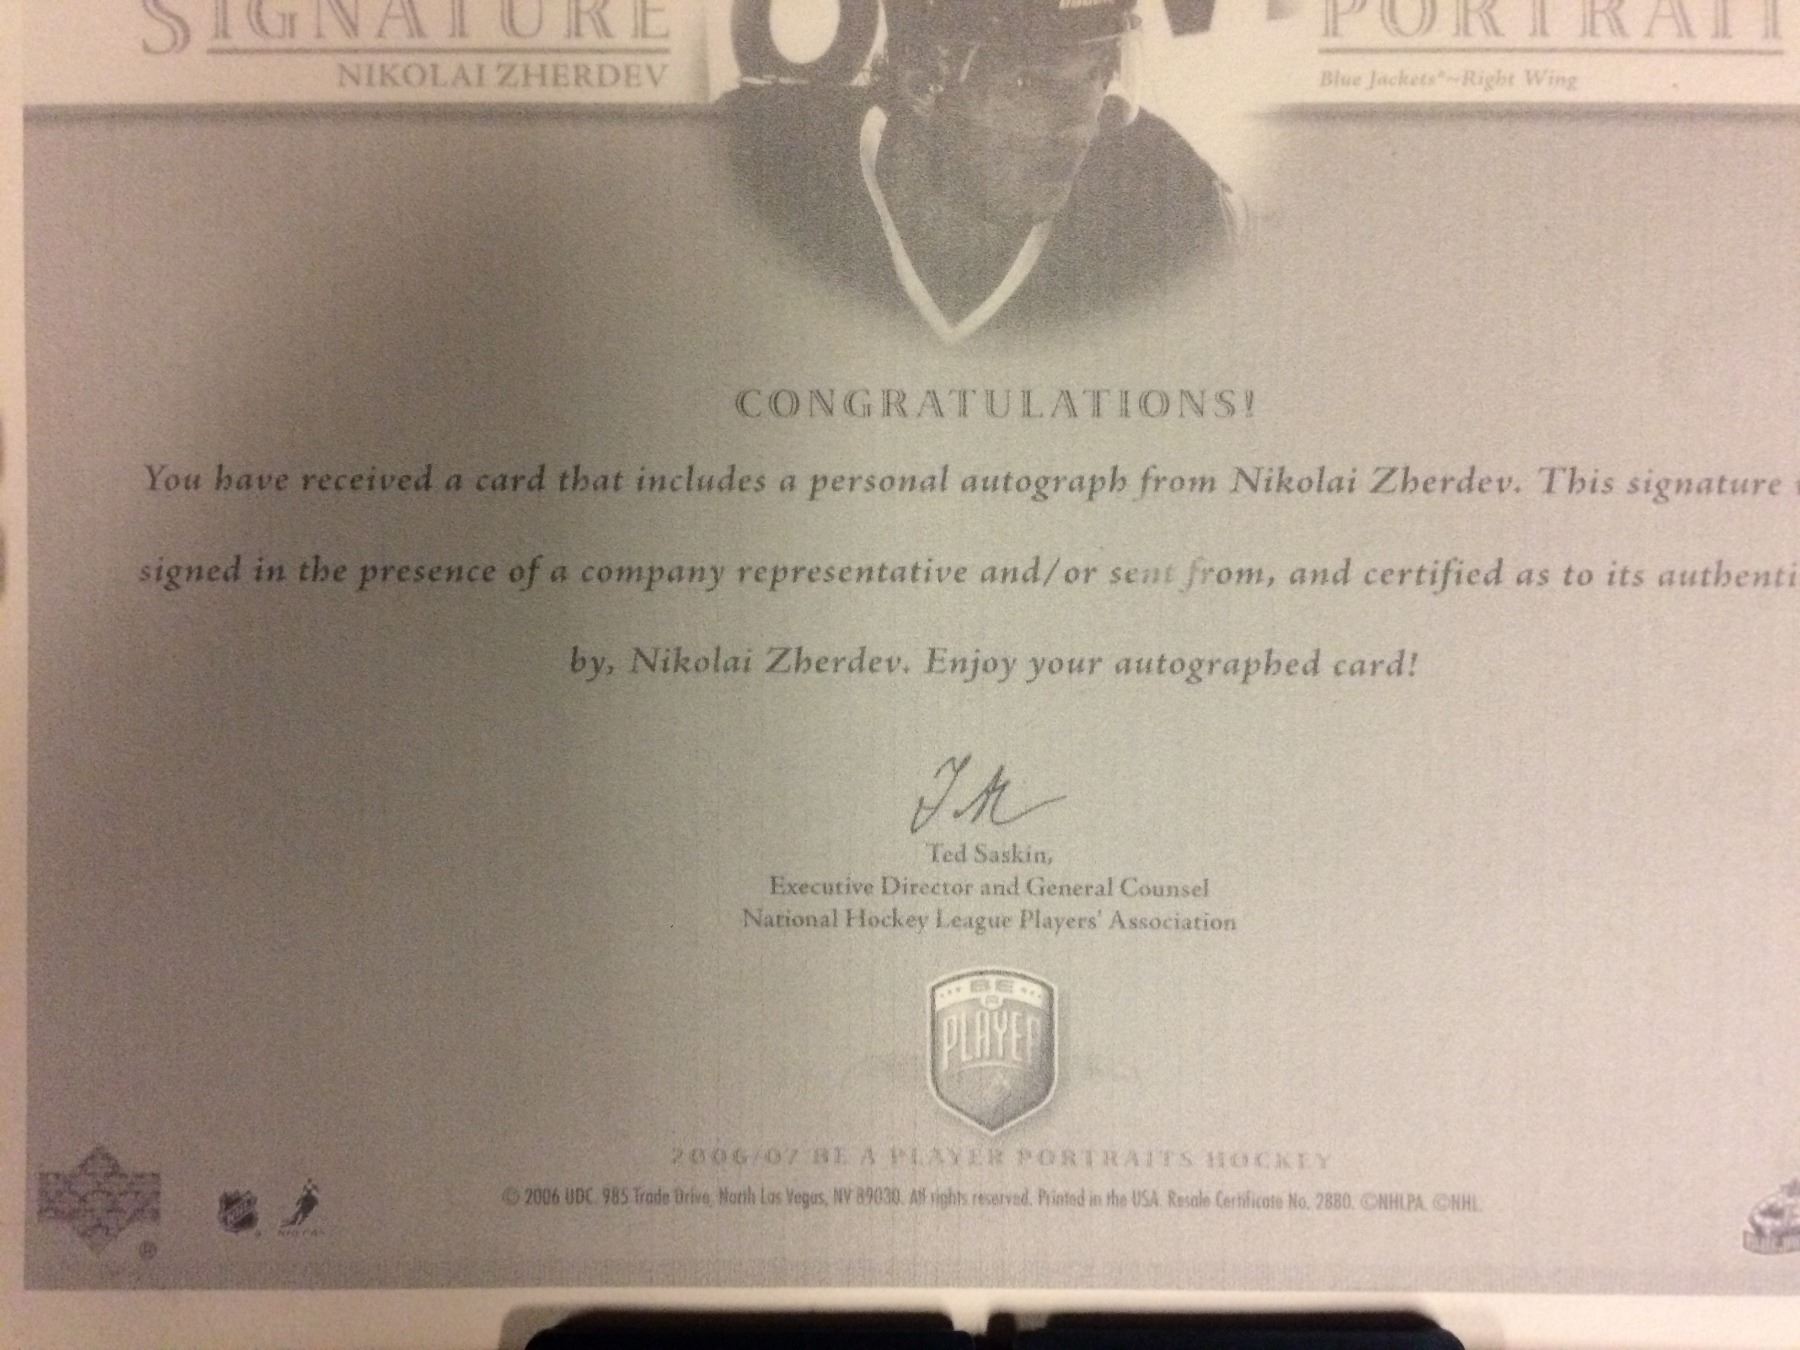 SIGNATURE
PORTRAIT
NIKOLAI ZHERDEV
Blue Jackets®~Right Wing
CONGRATULATIONS!
You have received a card that includes a personal autograph from Nikolai Zherdev. This signature
signed in the presence of a company representative and/or sent from, and certified as to its authenti
by, Nikolai Zherdev. Enjoy your autographed card!
Ted Saskin,
Executive Director and General Counsel
National Hockey League Players' Association
BE
A
PLAYER
2006/07 BE A PLAYER PORTRAITS HOCKEY
© 2006 UDC. 985 Trade Drive, North Las Vegas, NV 89030. All rights reserved. Printed in the USA. Resale Certificate No. 2880. ©NHLPA. ©NHL.
®
NHLPA